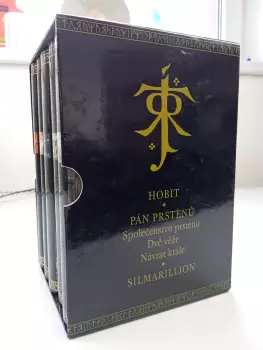 HOBIT
PÁN PRSTENŮ
Společenstvo prstenu
Dvě věže
Návrat krále
SILMARILLION